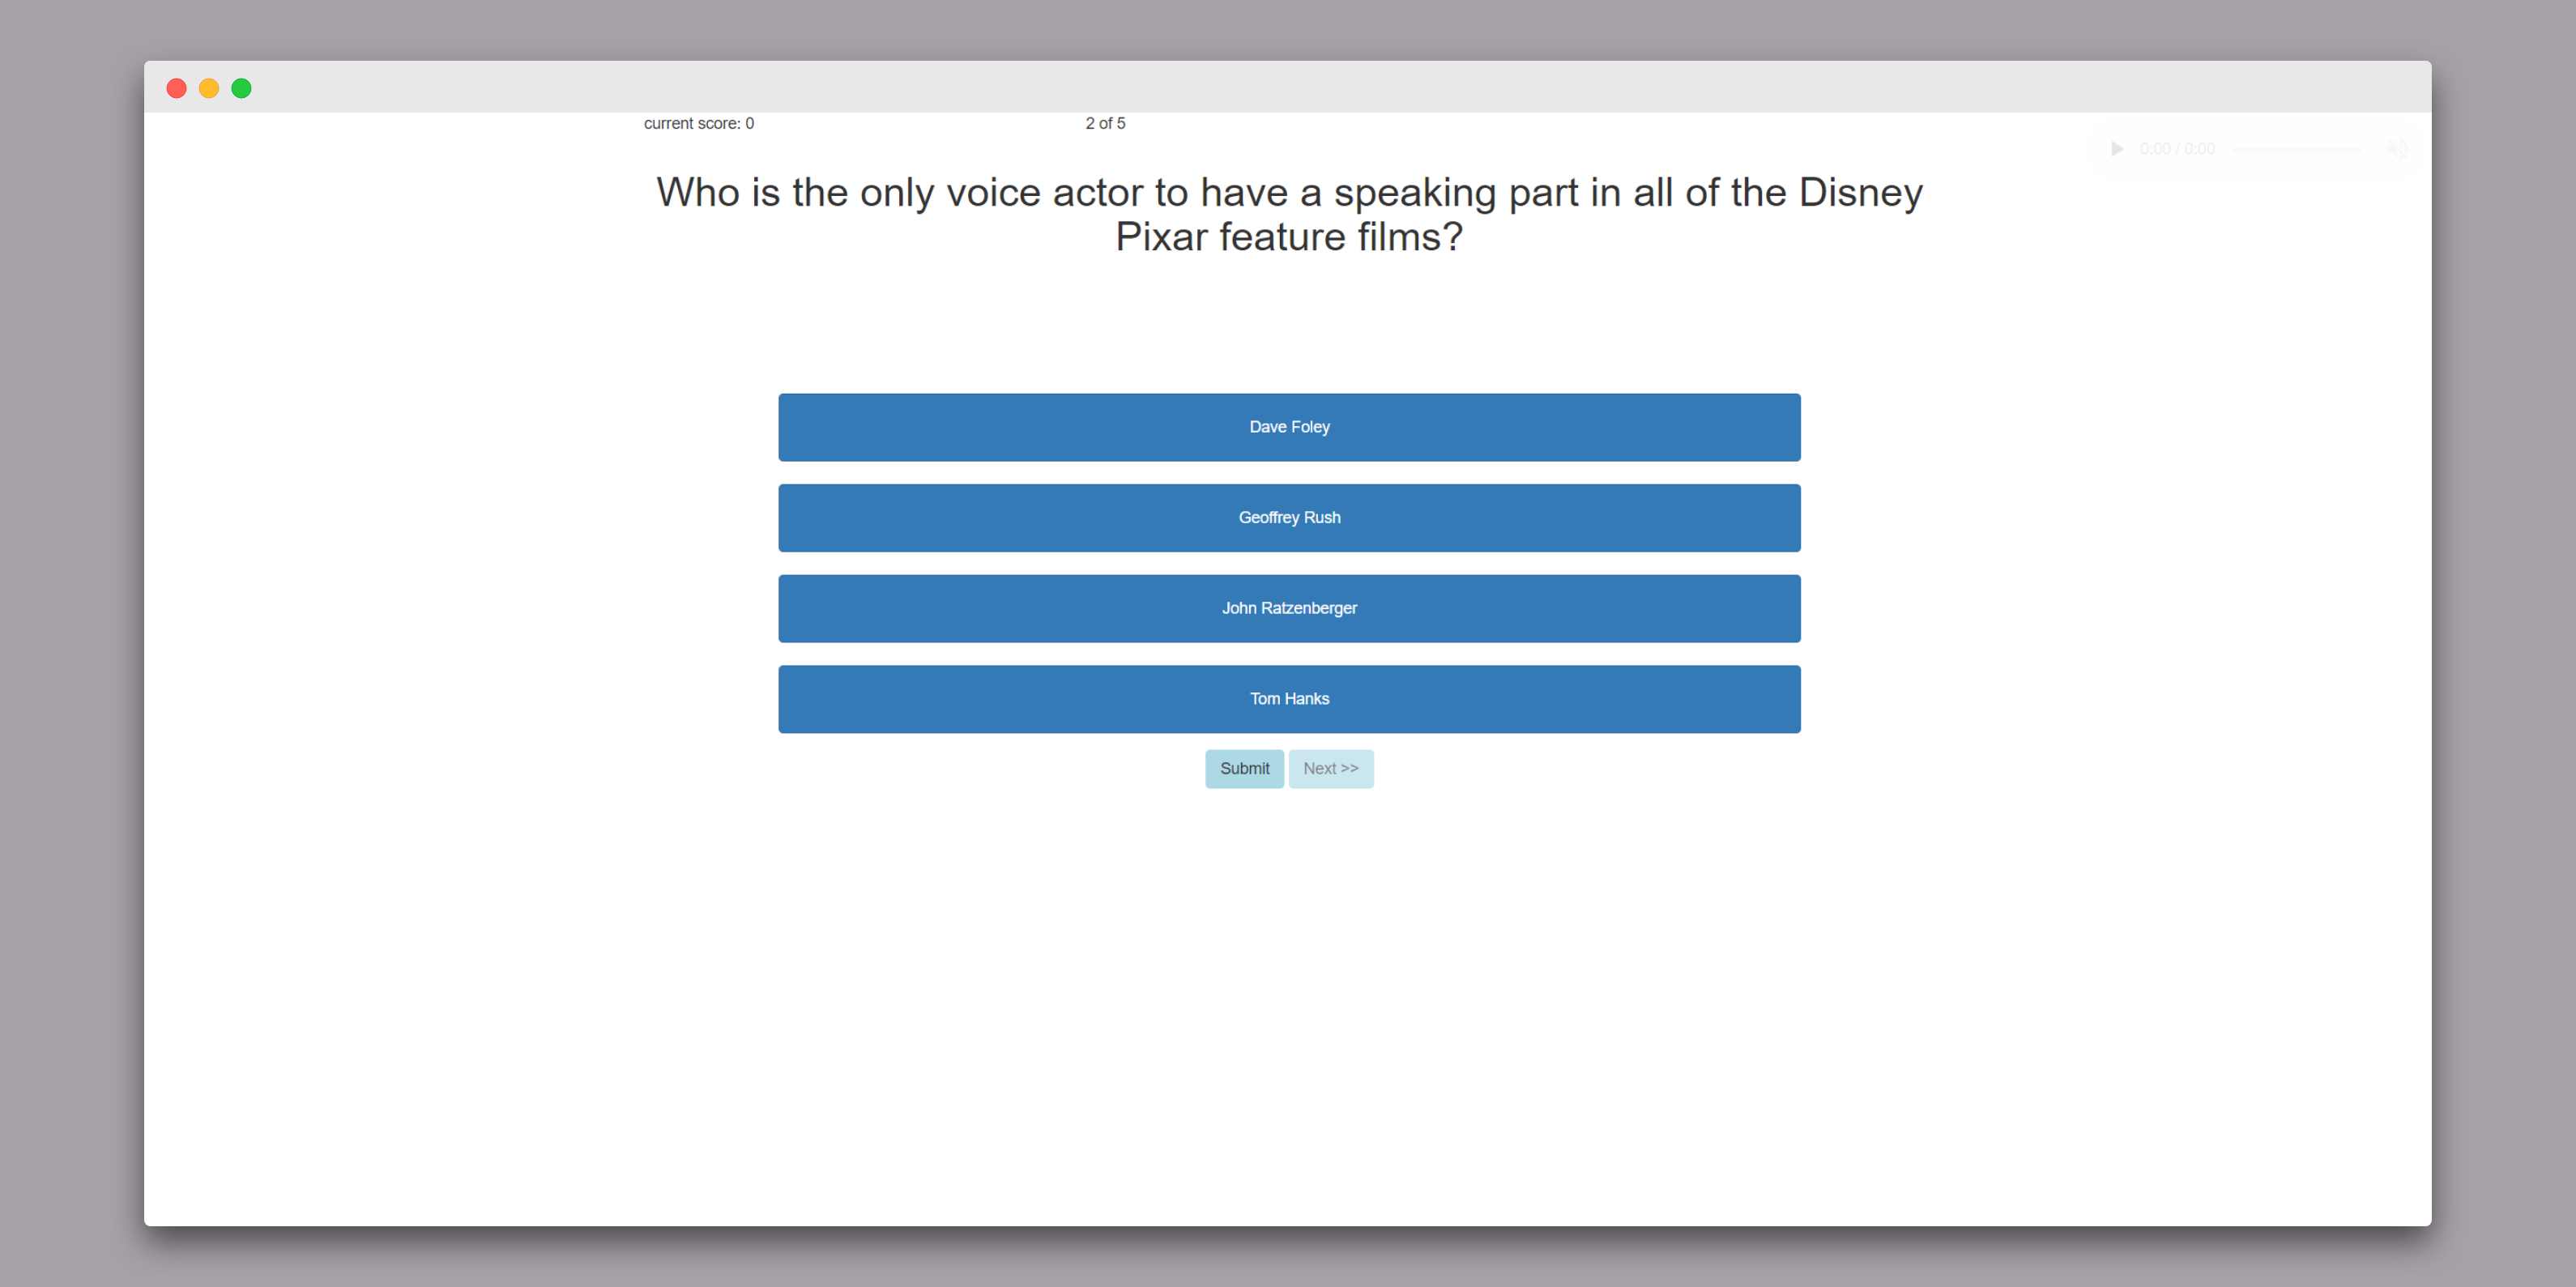 current score: 0
2 of 5
0:00 / 0:00
Who is the only voice actor to have a speaking part in all of the Disney
Pixar feature films?
Dave Foley
Geoffrey Rush
John Ratzenberger
Tom Hanks
Submit
Next >>